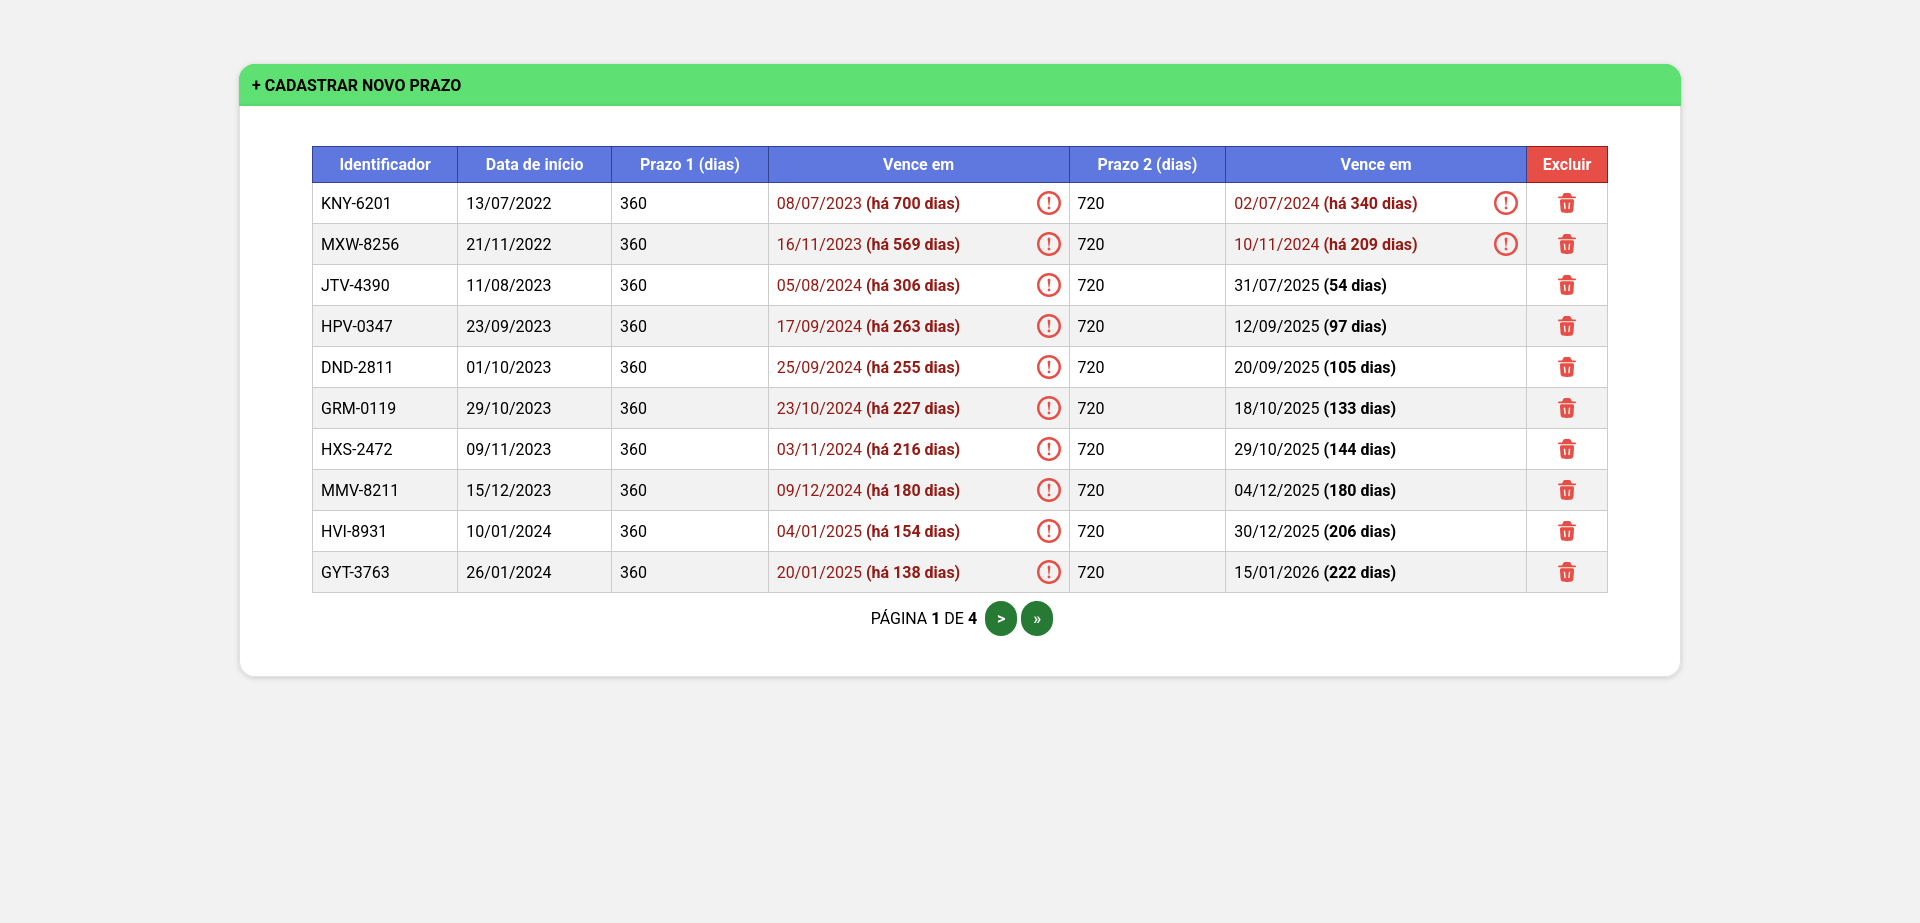 + CADASTRAR NOVO PRAZO
Identificador Data de início Prazo 1 (dias) Vence em Prazo 2 (dias) Vence em Excluir
KNY-6201 13/07/2022 360 08/07/2023 (há 700 dias) ! 720 02/07/2024 (há 340 dias) !
MXW-8256 21/11/2022 360 16/11/2023 (há 569 dias) ! 720 10/11/2024 (há 209 dias) !
JTV-4390 11/08/2023 360 05/08/2024 (há 306 dias) ! 720 31/07/2025 (54 dias)
HPV-0347 23/09/2023 360 17/09/2024 (há 263 dias) ! 720 12/09/2025 (97 dias)
DND-2811 01/10/2023 360 25/09/2024 (há 255 dias) ! 720 20/09/2025 (105 dias)
GRM-0119 29/10/2023 360 23/10/2024 (há 227 dias) ! 720 18/10/2025 (133 dias)
HXS-2472 09/11/2023 360 03/11/2024 (há 216 dias) ! 720 29/10/2025 (144 dias)
MMV-8211 15/12/2023 360 09/12/2024 (há 180 dias) ! 720 04/12/2025 (180 dias)
HVI-8931 10/01/2024 360 04/01/2025 (há 154 dias) ! 720 30/12/2025 (206 dias)
GYT-3763 26/01/2024 360 20/01/2025 (há 138 dias) ! 720 15/01/2026 (222 dias)
PÁGINA 1 DE 4 > »